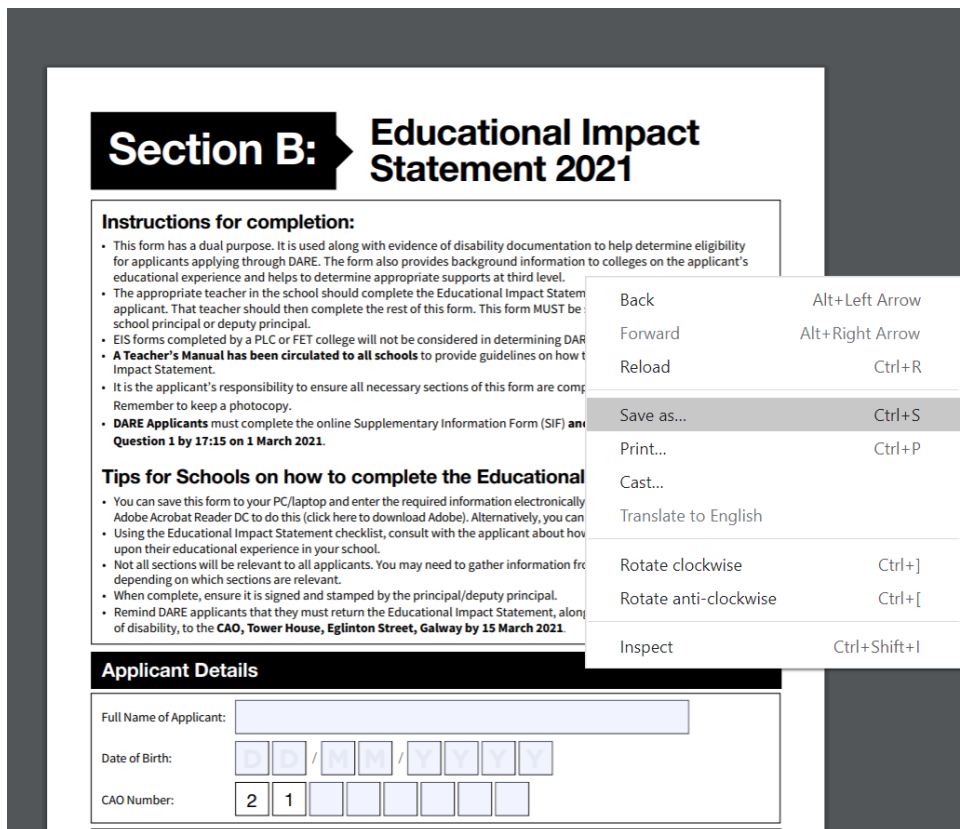 Section B:
Educational Impact
Statement 2021
Instructions for completion:
• This form has a dual purpose. It is used along with evidence of disability documentation to help determine eligibility
for applicants applying through DARE. The form also provides background information to colleges on the applicant's
educational experience and helps to determine appropriate supports at third level.
• The appropriate teacher in the school should complete the Educational Impact
applicant. That teacher should then complete the rest of this form. This form MUST be
school principal or deputy principal.
• EIS forms completed by a PLC or FET college will not be considered in determining
• A Teacher's Manual has been circulated to all schools to provide guidelines on how
Impact Statement.
• It is the applicant's responsibility to ensure all necessary sections of this form are
Remember to keep a photocopy.
• DARE Applicants must complete the online Supplementary Information Form (SIF)
Question 1 by 17:15 on 1 March 2021.
Tips for Schools on how to complete the Educational
• You can save this form to your PC/laptop and enter the required information electronically
Adobe Acrobat Reader DC to do this (click here to download Adobe). Alternatively, you can
• Using the Educational Impact Statement checklist, consult with the applicant about
upon their educational experience in your school.
• Not all sections will be relevant to all applicants. You may need to gather information
depending on which sections are relevant.
• When complete, ensure it is signed and stamped by the principal/deputy principal.
• Remind DARE applicants that they must return the Educational Impact Statement,
of disability, to the CAO, Tower House, Eglinton Street, Galway by 15 March 2021.
Back Alt+Left Arrow
Forward Alt+Right Arrow
Reload Ctrl+R
Save as... Ctrl+S
Print... Ctrl+P
Cast...
Translate to English
Rotate clockwise Ctrl+]
Rotate anti-clockwise Ctrl+[
Inspect Ctrl+Shift+I
Applicant Details
Full Name of Applicant:
Date of Birth: D D / M M / Y Y Y Y
CAO Number: 2 1